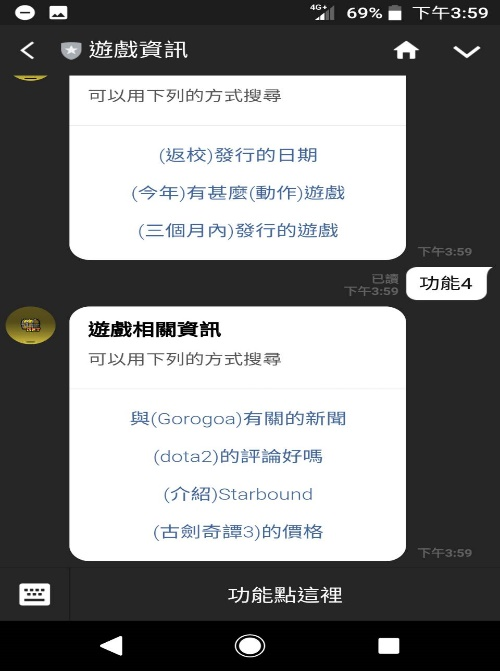 4G+ 69% 下午3:59
遊戲資訊
可以用下列的方式搜尋
(返校)發行的日期
(今年)有甚麼(動作)遊戲
(三個月內)發行的遊戲
下午3:59
已讀
下午3:59
功能4
遊戲相關資訊
可以用下列的方式搜尋
與(Gorogoa)有關的新聞
(dota2)的評論好嗎
(介紹)Starbound
(古劍奇譚3)的價格
下午3:59
功能點這裡